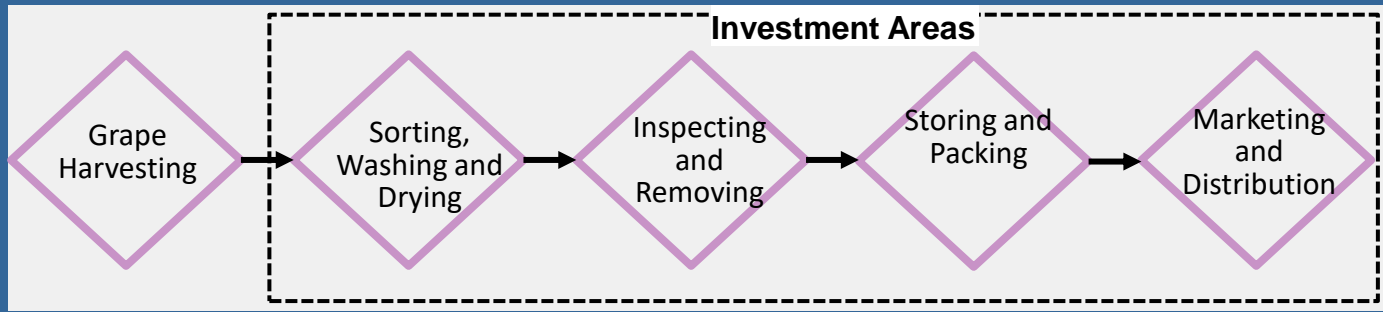 Investment Areas
Grape
Harvesting
Sorting,
Washing and
Drying
Inspecting
and
Removing
Storing and
Packing
Marketing
and
Distribution